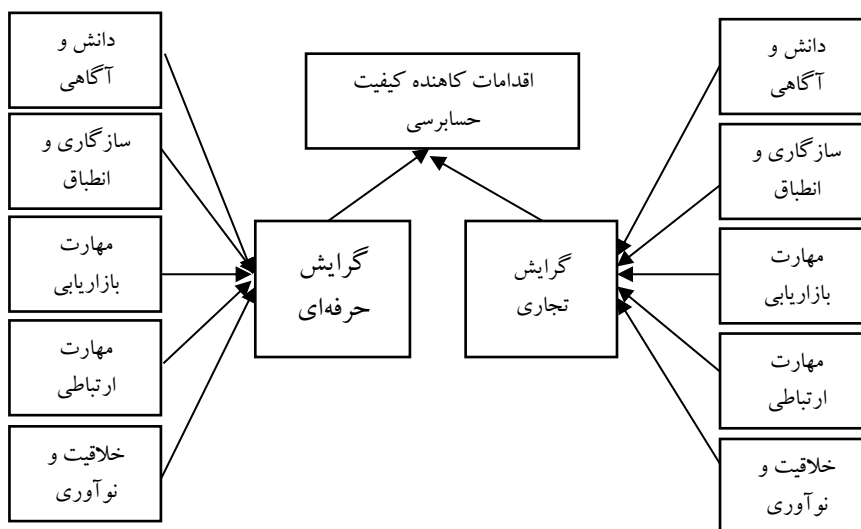 اقدامات کاهنده کیفیت
حسابرسی
دانش و
آگاهی
سازگاری و
انطباق
مهارت
بازاریابی
مهارت
ارتباطی
خلاقیت و
نوآوری
گرایش
تجاری
گرایش
حرفه‌ای
دانش و
آگاهی
سازگاری و
انطباق
مهارت
بازاریابی
مهارت
ارتباطی
خلاقیت و
نوآوری